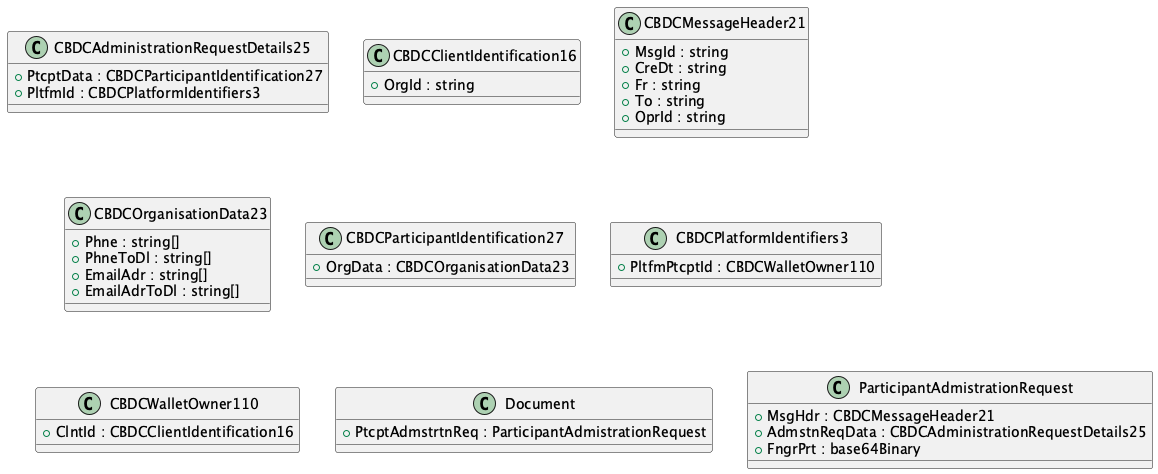 C CBDCAdministrationRequestDetails25
PtcptData : CBDCParticipantIdentification27
PltfmId : CBDCPlatformIdentifiers3
C CBDCClientIdentification16
OrgId : string
C CBDCMessageHeader21
MsgId : string
CreDt : string
Fr : string
To : string
OprId : string
C CBDCOrganisationData23
Phne : string[]
PhneToDl : string[]
EmailAdr : string[]
EmailAdrToDl : string[]
C CBDCParticipantIdentification27
OrgData : CBDCOrganisationData23
C CBDCPlatformIdentifiers3
PltfmPtcptId : CBDCWalletOwner110
C CBDCWalletOwner110
ClntId : CBDCClientIdentification16
C Document
PtcptAdmstrtnReq : ParticipantAdmistrationRequest
C ParticipantAdmistrationRequest
MsgHdr : CBDCMessageHeader21
AdmstnReqData : CBDCAdministrationRequestDetails25
FngrPrt : base64Binary